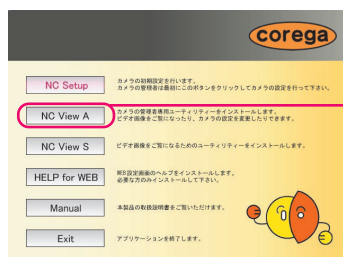 corega
NC Setup
カメラの初期設定を行います。
カメラの管理者は最初にこのボタンをクリックしてカメラの設定を行って下さい。
NC View A
カメラの管理者専用ユーティリティーをインストールします。
ビデオ画像をご覧になったり、カメラの設定を変更したりできます。
NC View S
ビデオ画像をご覧になるためのユーティリティーをインストールします。
HELP for WEB
WEB設定画面のヘルプをインストールします。
必要な方のみインストールして下さい。
Manual
本製品の取扱説明書をご覧いただけます。
Exit
アプリケーションを終了します。